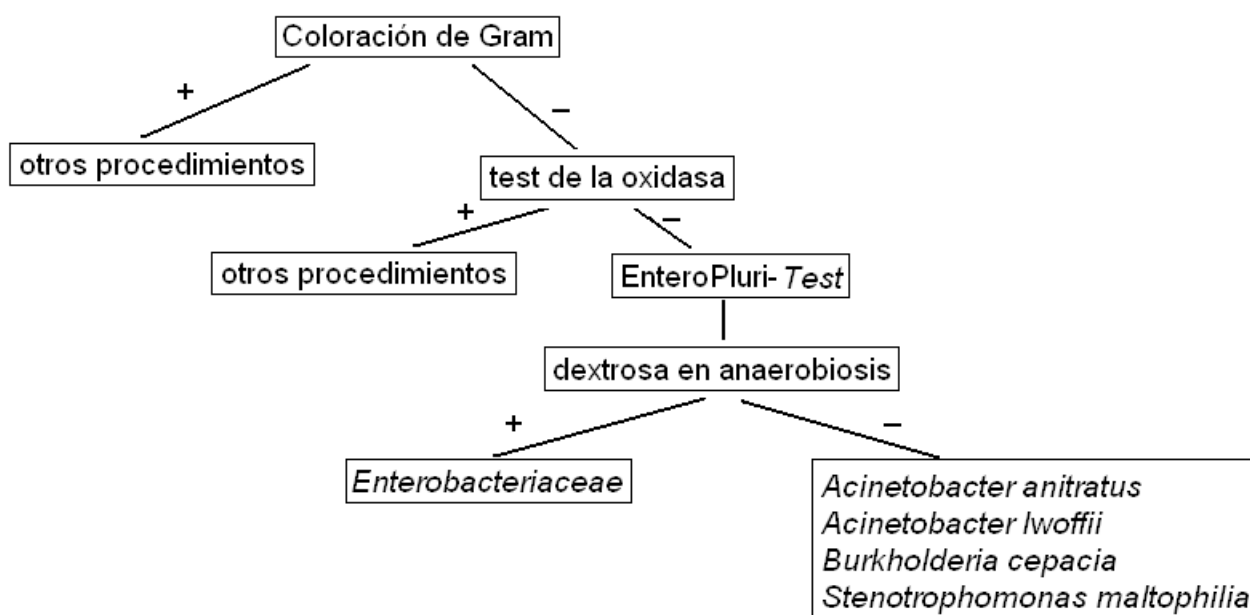 Coloración de Gram
+
–
otros procedimientos
test de la oxidasa
+
–
otros procedimientos
EnteroPluri-Test
dextrosa en anaerobiosis
+
–
Enterobacteriaceae
Acinetobacter anitratus
Acinetobacter lwoffii
Burkholderia cepacia
Stenotrophomonas maltophilia